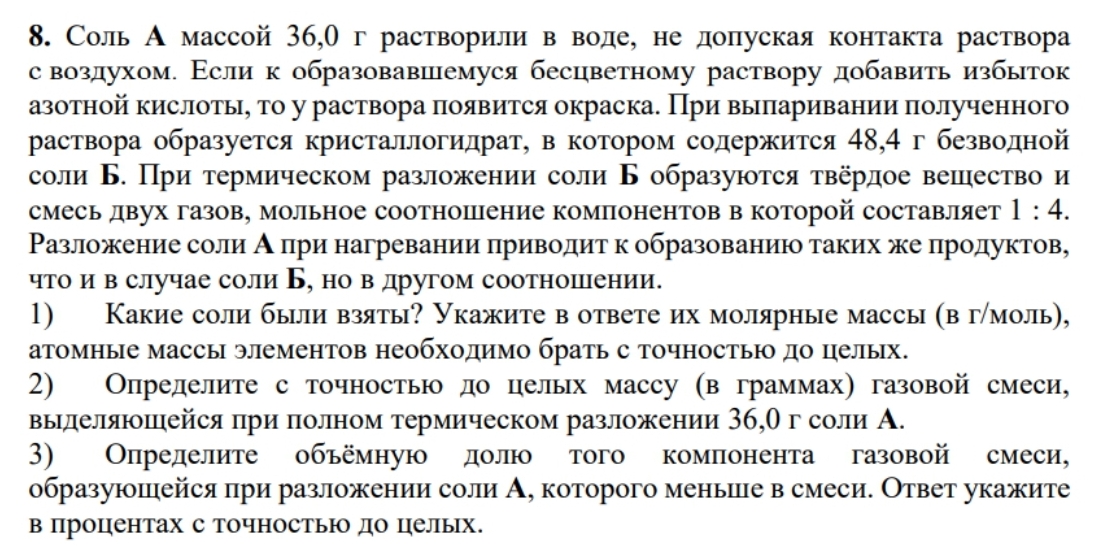 8. Соль А массой 36,0 г растворили в воде, не допуская контакта раствора
с воздухом. Если к образовавшемуся бесцветному раствору добавить избыток
азотной кислоты, то у раствора появится окраска. При выпаривании полученного
раствора образуется кристаллогидрат, в котором содержится 48,4 г безводной
соли Б. При термическом разложении соли Б образуются твёрдое вещество и
смесь двух газов, мольное соотношение компонентов в которой составляет 1 : 4.
Разложение соли А при нагревании приводит к образованию таких же продуктов,
что и в случае соли Б, но в другом соотношении.
1) Какие соли были взяты? Укажите в ответе их молярные массы (в г/моль),
атомные массы элементов необходимо брать с точностью до целых.
2) Определите с точностью до целых массу (в граммах) газовой смеси,
выделяющейся при полном термическом разложении 36,0 г соли А.
3) Определите объёмную долю того компонента газовой смеси,
образующейся при разложении соли А, которого меньше в смеси. Ответ укажите
в процентах с точностью до целых.